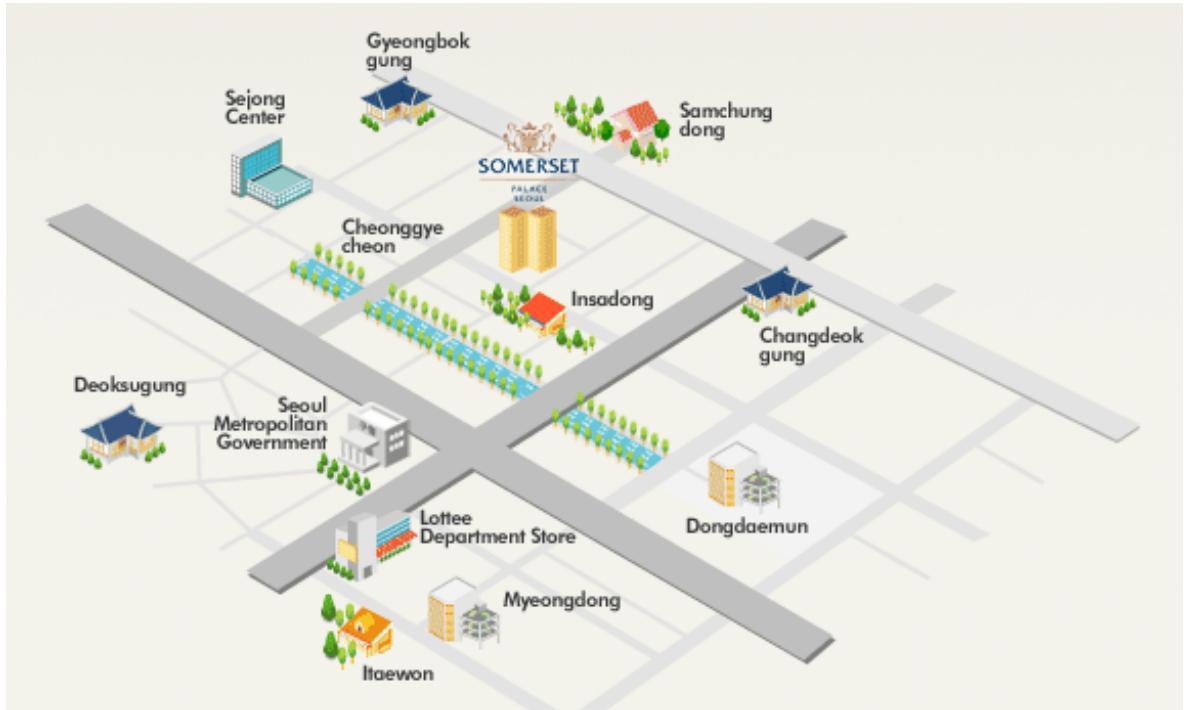 Gyeongbok
gung
Sejong
Center
Samchung
dong
SOMERSET
PALACE
SEOUL
Cheonggye
cheon
Insadong
Changdeok
gung
Deoksugung
Seoul
Metropolitan
Government
Dongdaemun
Lottee
Department Store
Myeongdong
Itaewon